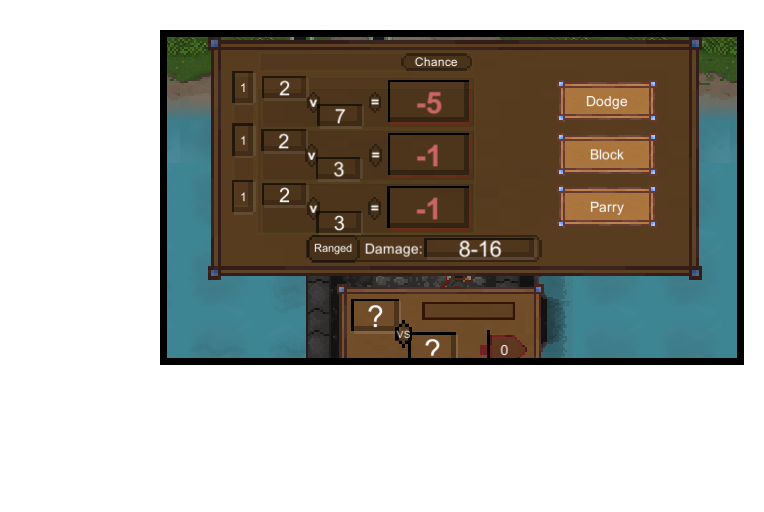 Chance
1 2 v 7 = -5 Dodge
1 2 v 3 = -1 Block
1 2 v 3 = -1 Parry
Ranged Damage: 8-16
?
VS
? 0